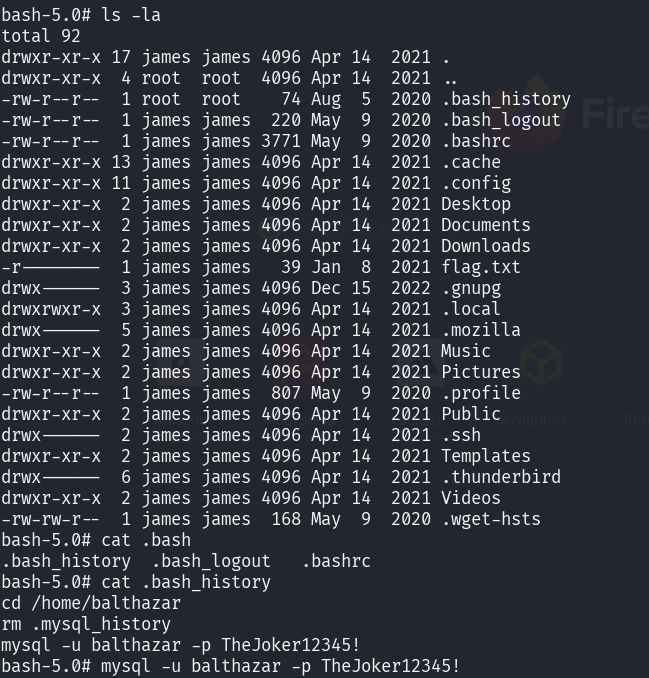 bash-5.0# ls -la
total 92
drwxr-xr-x 17 james james 4096 Apr 14  2021 .
drwxr-xr-x  4 root  root  4096 Apr 14  2021 ..
-rw-r--r--  1 root  root    74 Aug  5  2020 .bash_history
-rw-r--r--  1 james james  220 May  9  2020 .bash_logout
-rw-r--r--  1 james james 3771 May  9  2020 .bashrc
drwxr-xr-x 13 james james 4096 Apr 14  2021 .cache
drwxr-xr-x 11 james james 4096 Apr 14  2021 .config
drwxr-xr-x  2 james james 4096 Apr 14  2021 Desktop
drwxr-xr-x  2 james james 4096 Apr 14  2021 Documents
drwxr-xr-x  2 james james 4096 Apr 14  2021 Downloads
-r--------  1 james james   39 Jan  8  2021 flag.txt
drwx------  3 james james 4096 Dec 15  2022 .gnupg
drwxrwxr-x  3 james james 4096 Apr 14  2021 .local
drwx------  5 james james 4096 Apr 14  2021 .mozilla
drwxr-xr-x  2 james james 4096 Apr 14  2021 Music
drwxr-xr-x  2 james james 4096 Apr 14  2021 Pictures
-rw-r--r--  1 james james  807 May  9  2020 .profile
drwxr-xr-x  2 james james 4096 Apr 14  2021 Public
drwx------  2 james james 4096 Apr 14  2021 .ssh
drwxr-xr-x  2 james james 4096 Apr 14  2021 Templates
drwx------  6 james james 4096 Apr 14  2021 .thunderbird
drwxr-xr-x  2 james james 4096 Apr 14  2021 Videos
-rw-rw-r--  1 james james  168 May  9  2020 .wget-hsts
bash-5.0# cat .bash
.bash_history  .bash_logout   .bashrc
bash-5.0# cat .bash_history
cd /home/balthazar
rm .mysql_history
mysql -u balthazar -p TheJoker12345!
bash-5.0# mysql -u balthazar -p TheJoker12345!
Fire
account.ha...